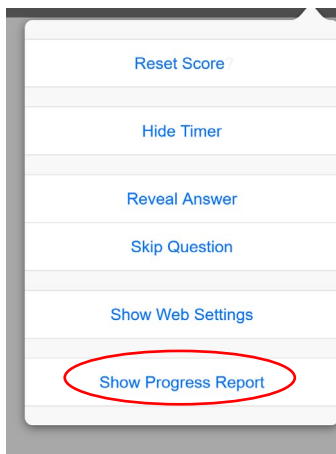 Reset Score?
Hide Timer
Reveal Answer
Skip Question
Show Web Settings
Show Progress Report